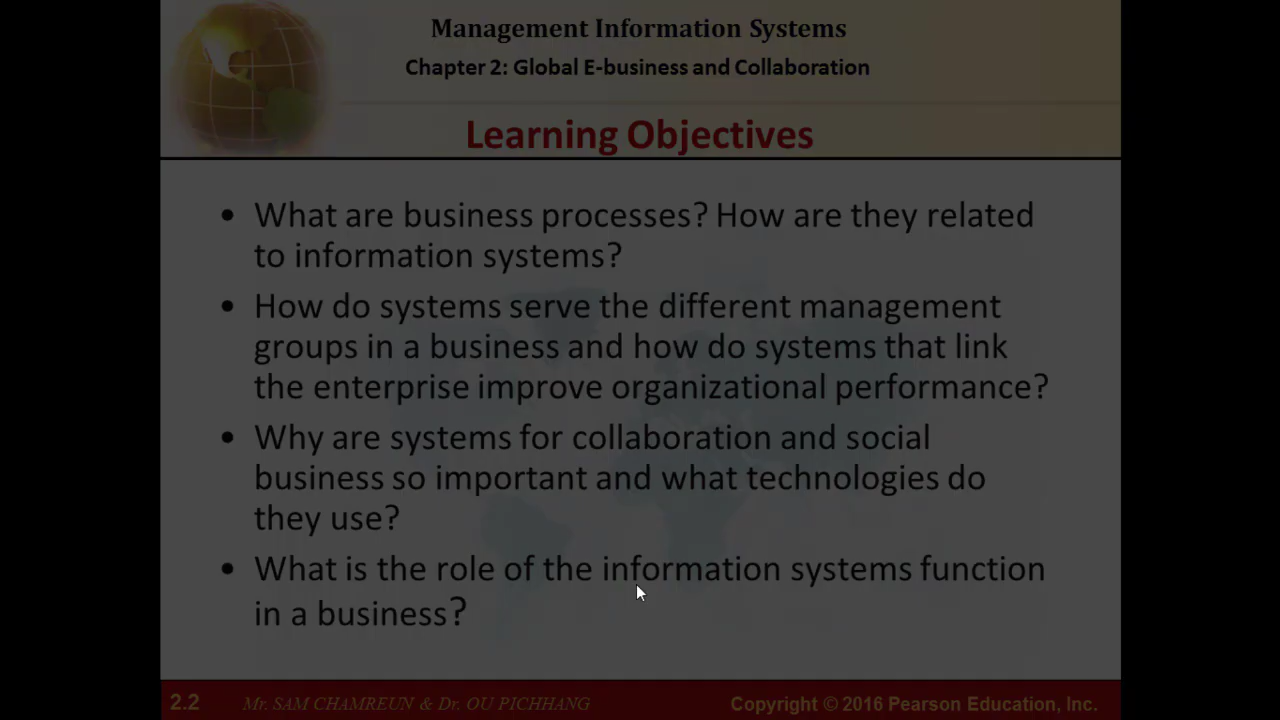 Management Information Systems
Chapter 2: Global E-business and Collaboration
Learning Objectives
• What are business processes? How are they related
to information systems?
• How do systems serve the different management
groups in a business and how do systems that link
the enterprise improve organizational performance?
• Why are systems for collaboration and social
business so important and what technologies do
they use?
• What is the role of the information systems function
in a business?
2.2 Mr. SAM CHAMREUN & Dr. OU PICHHANG Copyright © 2016 Pearson Education, Inc.